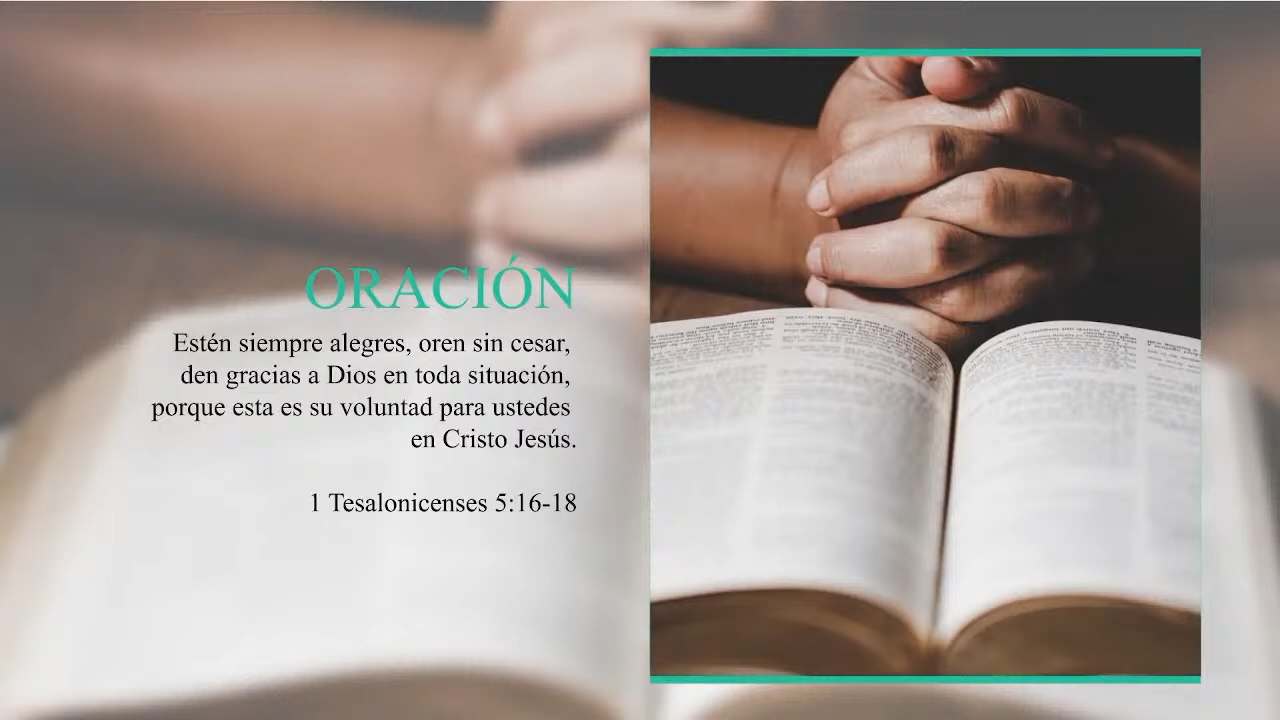 ORACIÓN
Estén siempre alegres, oren sin cesar,
den gracias a Dios en toda situación,
porque esta es su voluntad para ustedes
en Cristo Jesús.
1 Tesalonicenses 5:16-18